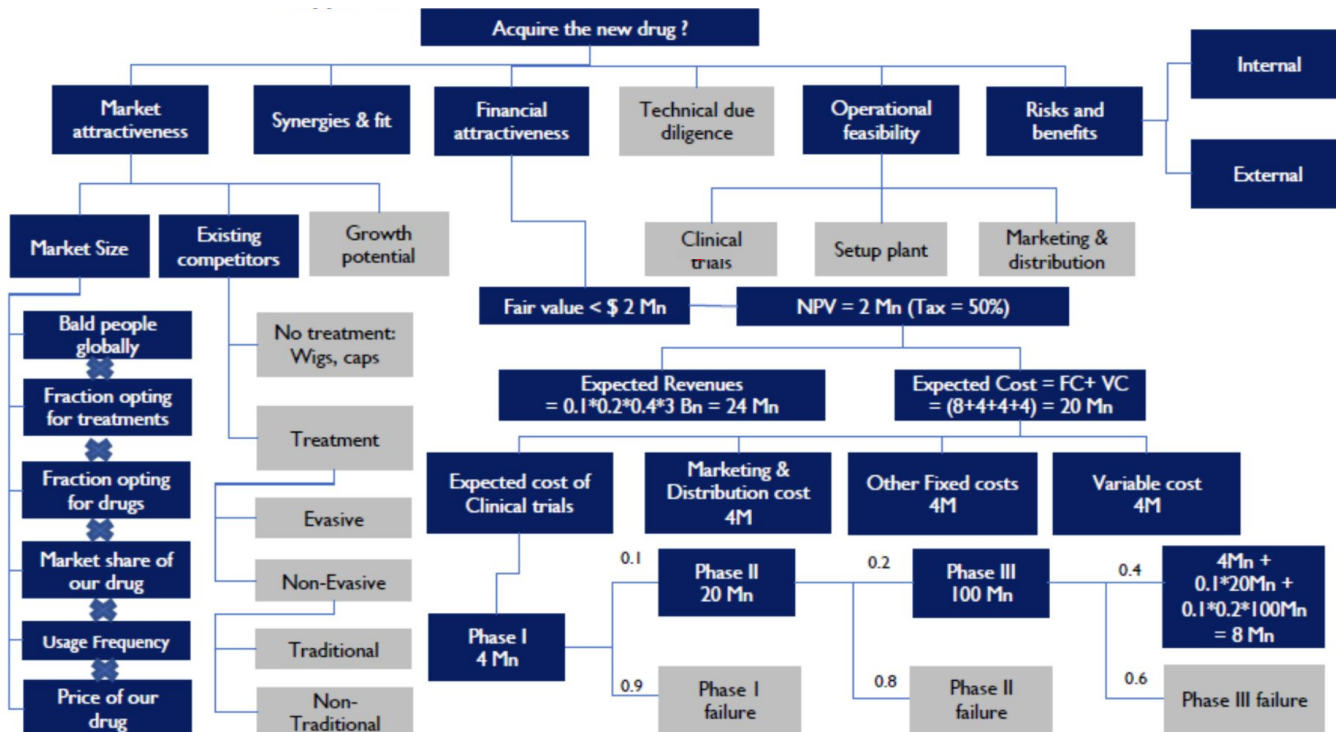 Acquire the new drug ?
Internal
External
Market
attractiveness
Synergies & fit
Financial
attractiveness
Technical due
diligence
Operational
feasibility
Risks and
benefits
Market Size
Existing
competitors
Growth
potential
Clinical
trials
Setup plant
Marketing &
distribution
Fair value < $ 2 Mn
NPV = 2 Mn (Tax = 50%)
Bald people
globally
Fraction opting
for treatments
Fraction opting
for drugs
Market share of
our drug
Usage Frequency
Price of our
drug
No treatment:
Wigs, caps
Treatment
Evasive
Non-Evasive
Traditional
Non-
Traditional
Expected Revenues
= 0.1*0.2*0.4*3 Bn = 24 Mn
Expected Cost = FC+ VC
= (8+4+4+4) = 20 Mn
Expected cost of
Clinical trials
Marketing &
Distribution cost
4M
Other Fixed costs
4M
Variable cost
4M
Phase I
4 Mn
0.1
Phase II
20 Mn
0.2
Phase III
100 Mn
0.4
4Mn +
0.1*20Mn +
0.1*0.2*100Mn
= 8 Mn
0.9
Phase I
failure
0.8
Phase II
failure
0.6
Phase III failure